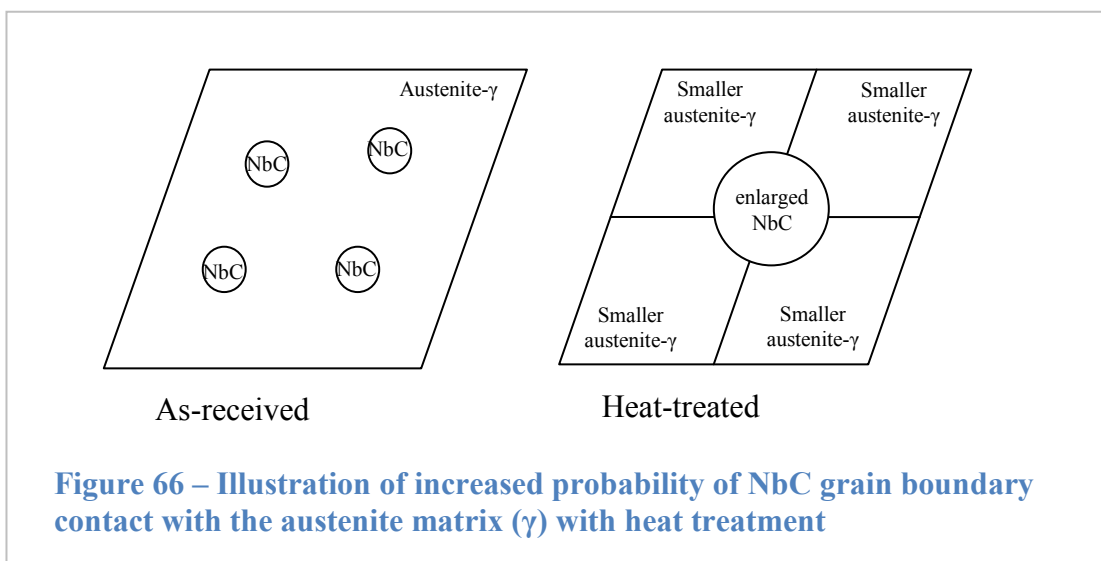 Austenite-γ
NbC
NbC
NbC
NbC
As-received
Smaller
austenite-γ
Smaller
austenite-γ
enlarged
NbC
Smaller
austenite-γ
Smaller
austenite-γ
Heat-treated
Figure 66 – Illustration of increased probability of NbC grain boundary
contact with the austenite matrix (γ) with heat treatment